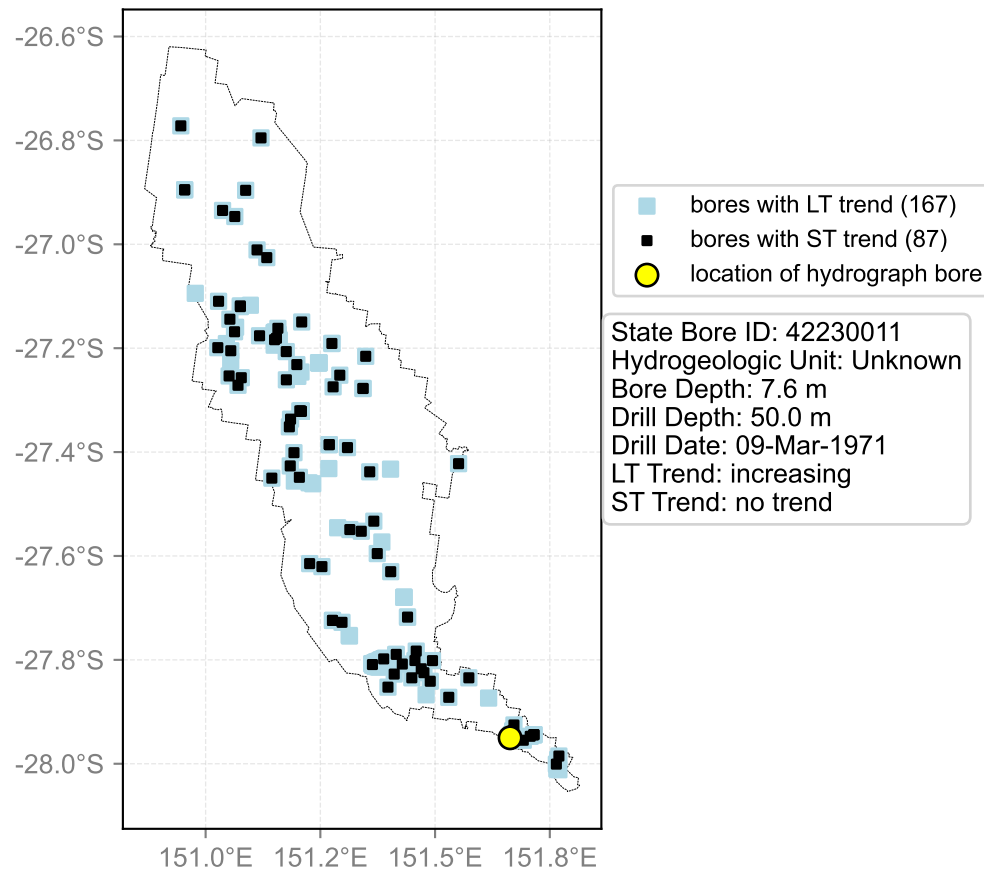 -26.6°S
-26.8°S
-27.0°S
-27.2°S
-27.4°S
-27.6°S
-27.8°S
-28.0°S
151.0°E 151.2°E 151.5°E 151.8°E
bores with LT trend (167)
bores with ST trend (87)
location of hydrograph bore
State Bore ID: 42230011
Hydrogeologic Unit: Unknown
Bore Depth: 7.6 m
Drill Depth: 50.0 m
Drill Date: 09-Mar-1971
LT Trend: increasing
ST Trend: no trend